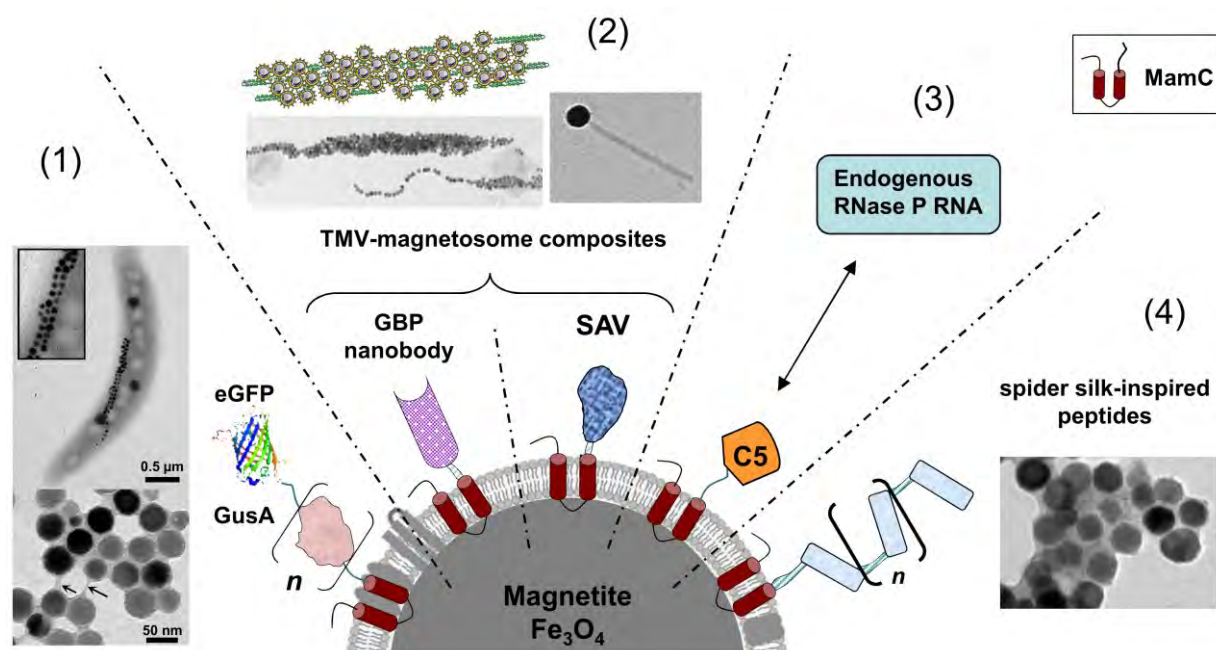 (2)
MamC
(3)
(1)
Endogenous
RNase P RNA
TMV-magnetosome composites
(4)
GBP
nanobody
SAV
spider silk-inspired
peptides
eGFP
0.5 µm
C5
GusA
n
n
50 nm
Magnetite
Fe₃O₄